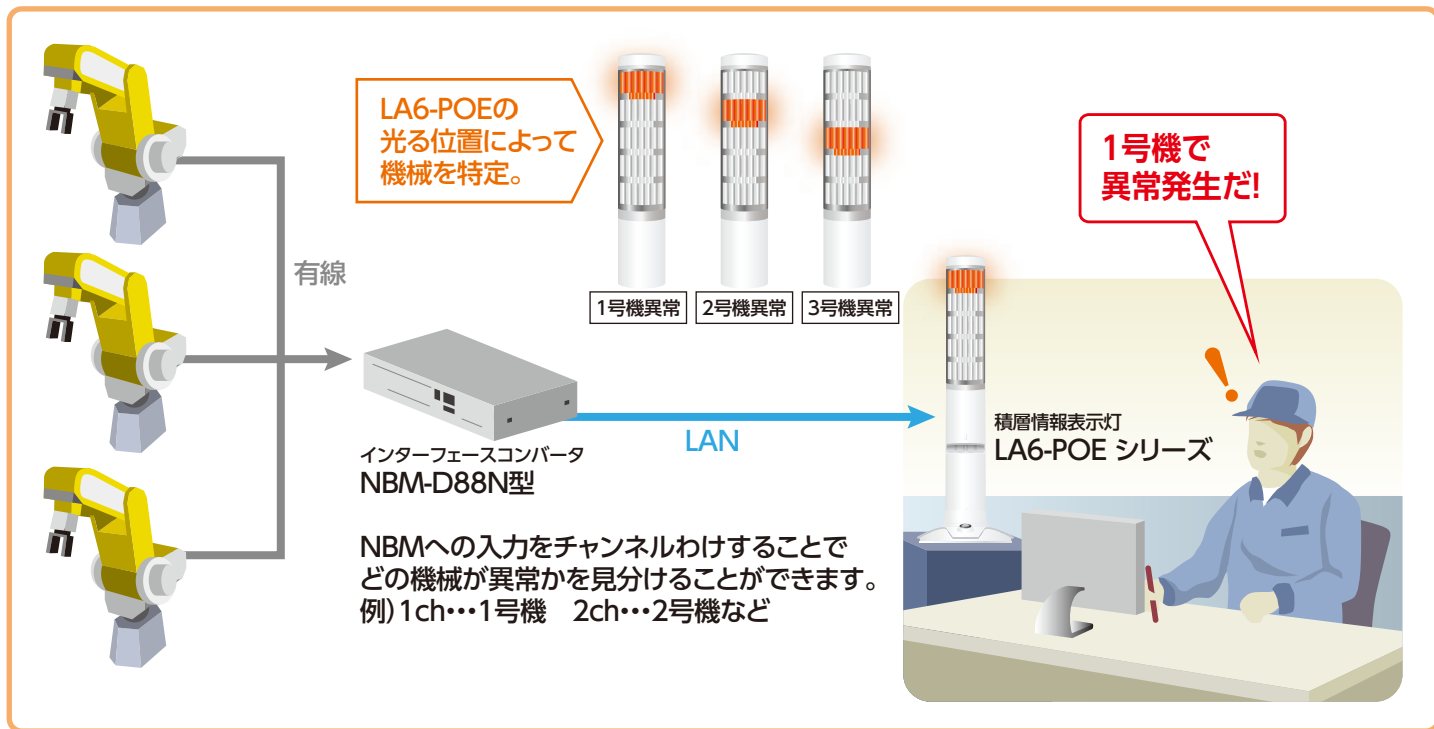 LA6-POEの
光る位置によって
機械を特定。
1号機異常
2号機異常
3号機異常
1号機で
異常発生だ!
有線
インターフェースコンバータ
NBM-D88N型
LAN
積層情報表示灯
LA6-POE シリーズ
NBMへの入力をチャンネルわけすることで
どの機械が異常かを見分けることができます。
例)1ch・・・1号機　2ch・・・2号機など